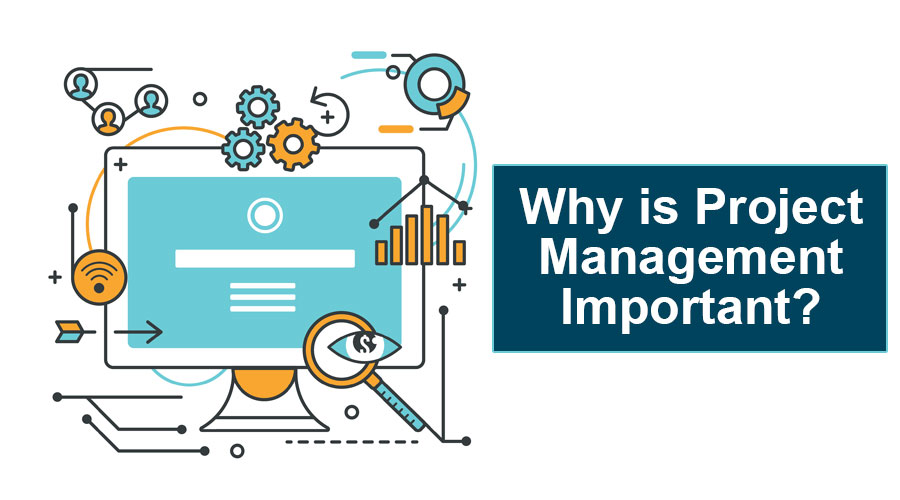 Why is Project
Management
Important?